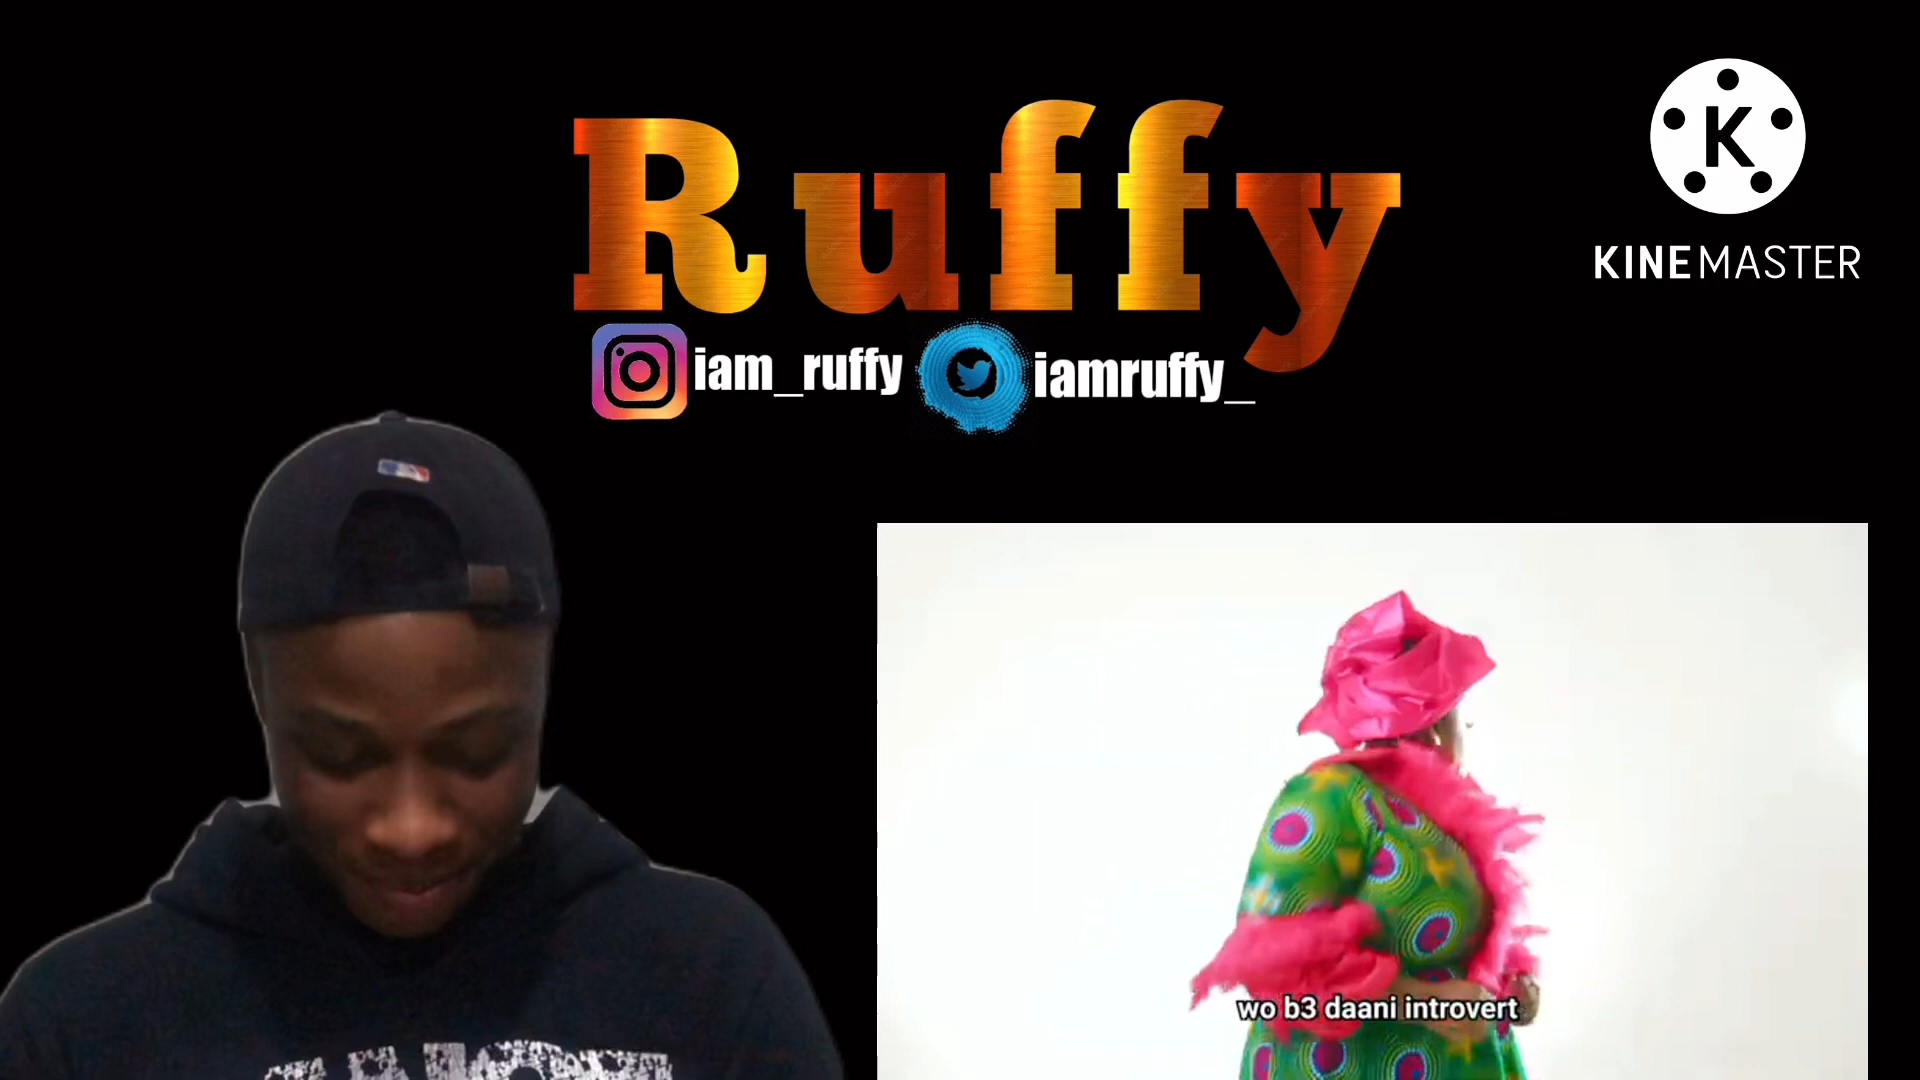 Ruffy
K
KINEMASTER
iam_ruffy
iamruffy_
wo b3 daani introvert